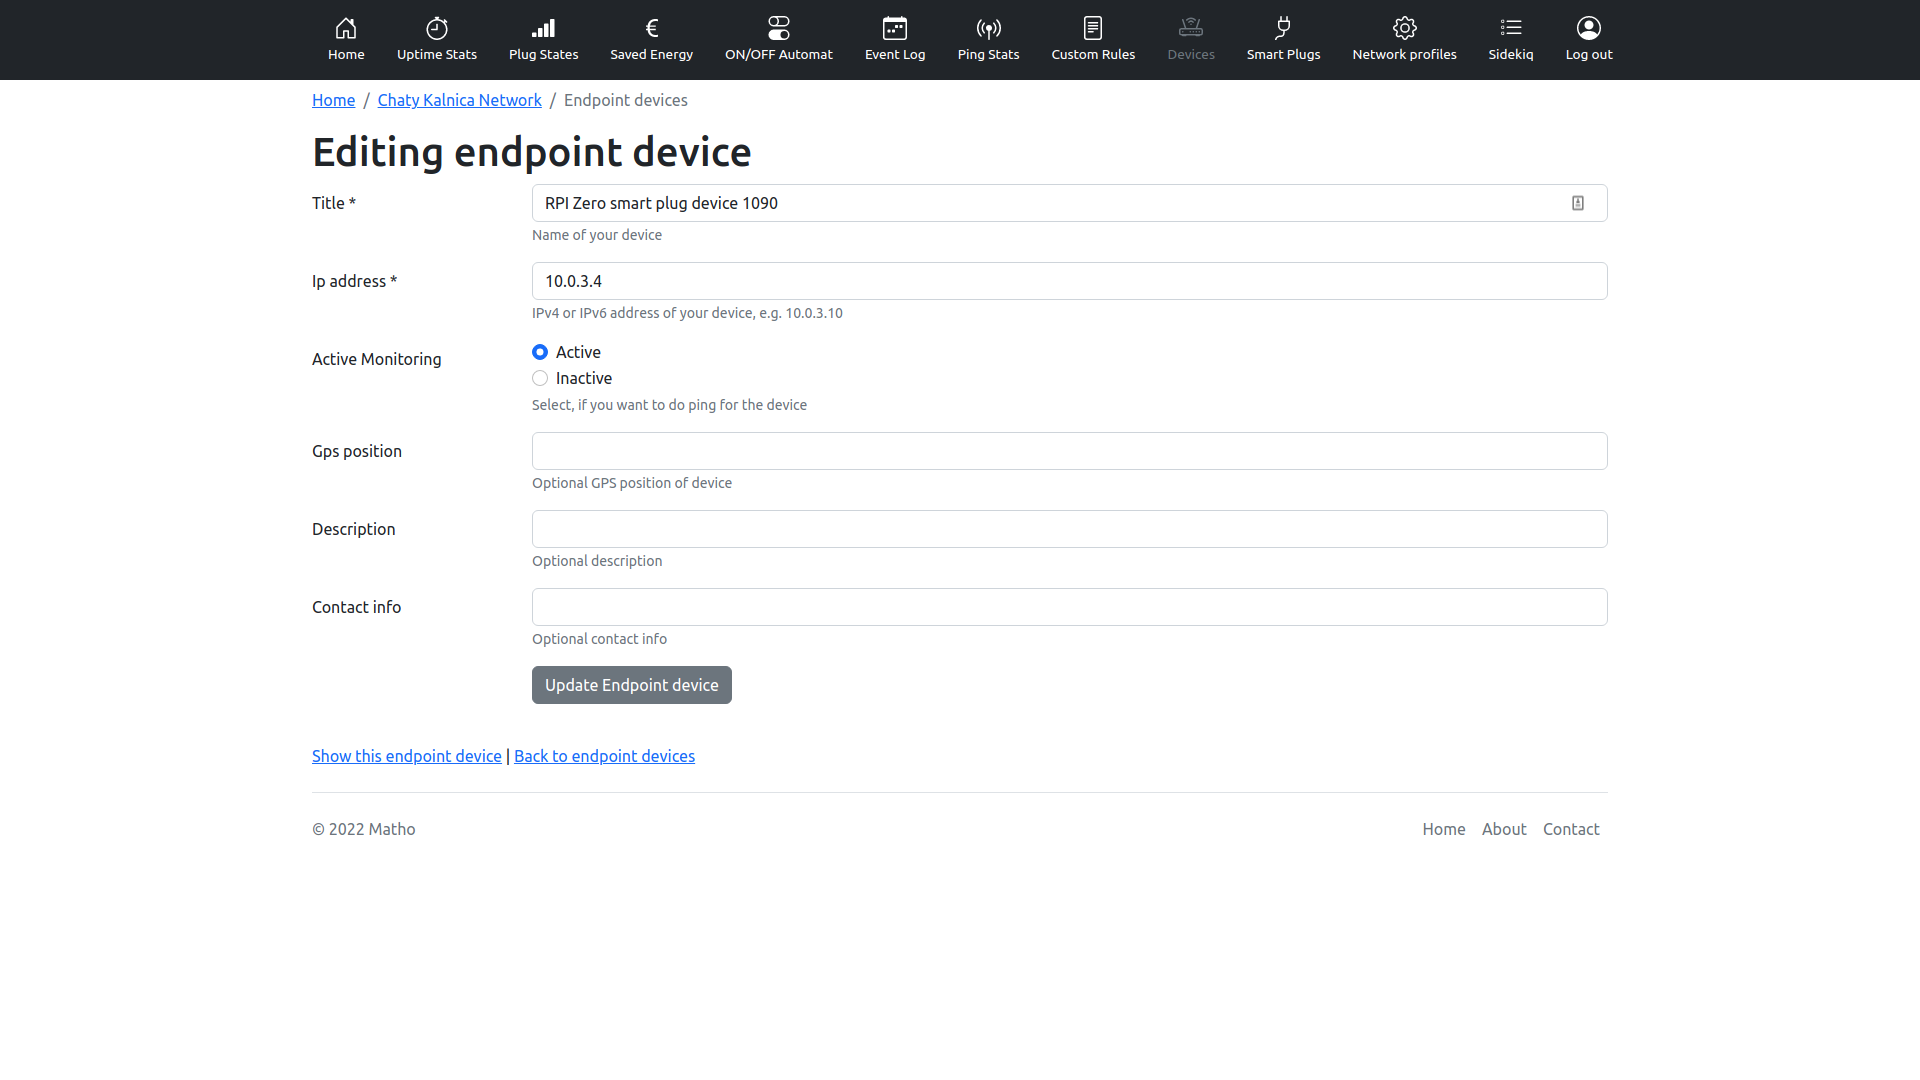 Home Uptime Stats Plug States Saved Energy ON/OFF Automat Event Log Ping Stats Custom Rules Devices Smart Plugs Network profiles Sidekiq Log out
Home / Chaty Kalnica Network / Endpoint devices
Editing endpoint device
Title * RPI Zero smart plug device 1090
Name of your device
Ip address * 10.0.3.4
IPv4 or IPv6 address of your device, e.g. 10.0.3.10
Active Monitoring Active
Inactive
Select, if you want to do ping for the device
Gps position
Optional GPS position of device
Description
Optional description
Contact info
Optional contact info
Update Endpoint device
Show this endpoint device | Back to endpoint devices
© 2022 Matho Home About Contact